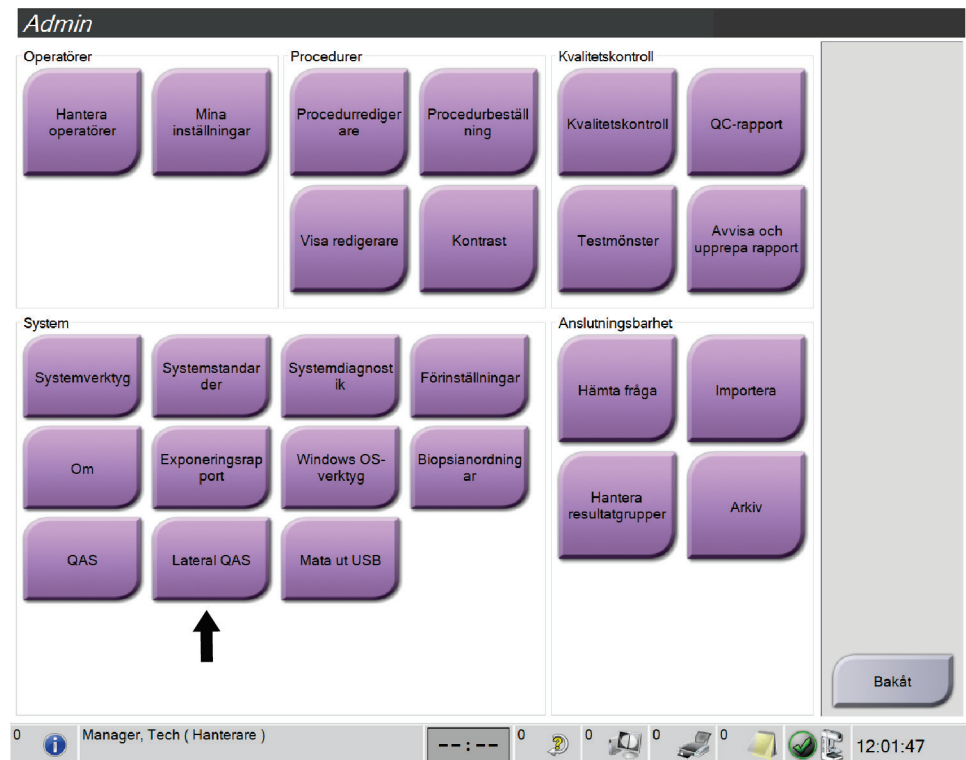 Admin
Operatörer
Hantera
operatörer
Mina
inställningar
Procedurer
Procedurrediger
are
Procedurbeställ
ning
Visa redigerare
Kontrast
Kvalitetskontroll
Kvalitetskontroll
QC-rapport
Testmönster
Avvisa och
upprepa rapport
System
Systemverktyg
Systemstandar
der
Systemdiagnost
ik
Förinställningar
Om
Exponeringsrap
port
Windows OS-
verktyg
Biopsianordning
ar
QAS
Lateral QAS
Mata ut USB
Anslutningsbarhet
Hämta fråga
Importera
Hantera
resultatgrupper
Arkiv
Bakåt
0
Manager, Tech ( Hanterare )
--:--
0
0
0
0
12:01:47